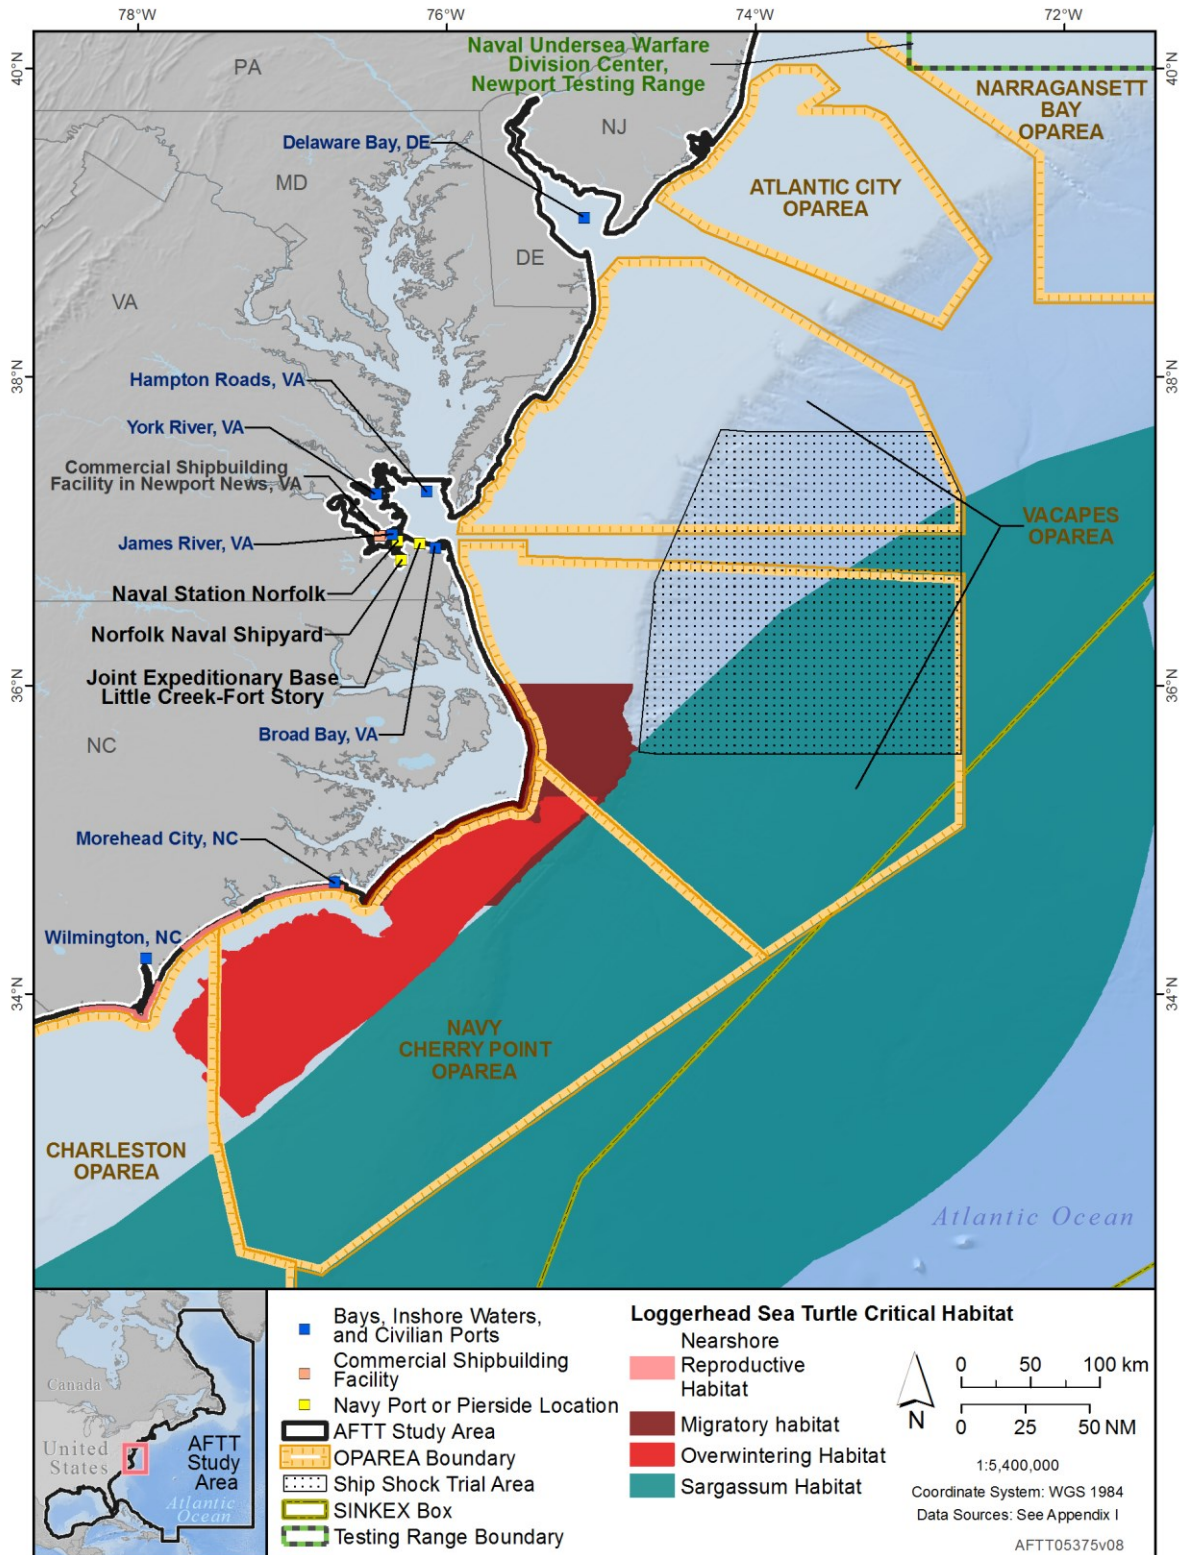 78°W
76°W
74°W
72°W
40°N
40°N
38°N
38°N
36°N
36°N
34°N
34°N
Naval Undersea Warfare
Division Center,
Newport Testing Range
NARRAGANSETT
BAY
OPAREA
PA
NJ
Delaware Bay, DE
MD
ATLANTIC CITY
OPAREA
DE
VA
Hampton Roads, VA
York River, VA
Commercial Shipbuilding
Facility in Newport News, VA
VACAPES
OPAREA
James River, VA
Naval Station Norfolk
Norfolk Naval Shipyard
Joint Expeditionary Base
Little Creek-Fort Story
Broad Bay, VA
NC
Morehead City, NC
Wilmington, NC
NAVY
CHERRY POINT
OPAREA
CHARLESTON
OPAREA
Atlantic Ocean
Canada
United
States
AFTT
Study
Area
Atlantic
Ocean
Bays, Inshore Waters,
and Civilian Ports
Commercial Shipbuilding
Facility
Navy Port or Pierside Location
AFTT Study Area
OPAREA Boundary
Ship Shock Trial Area
SINKEX Box
Testing Range Boundary
Loggerhead Sea Turtle Critical Habitat
Nearshore
Reproductive
Habitat
Migratory habitat
Overwintering Habitat
Sargassum Habitat
N
0 50 100 km
0 25 50 NM
1:5,400,000
Coordinate System: WGS 1984
Data Sources: See Appendix I
AFTT05375v08